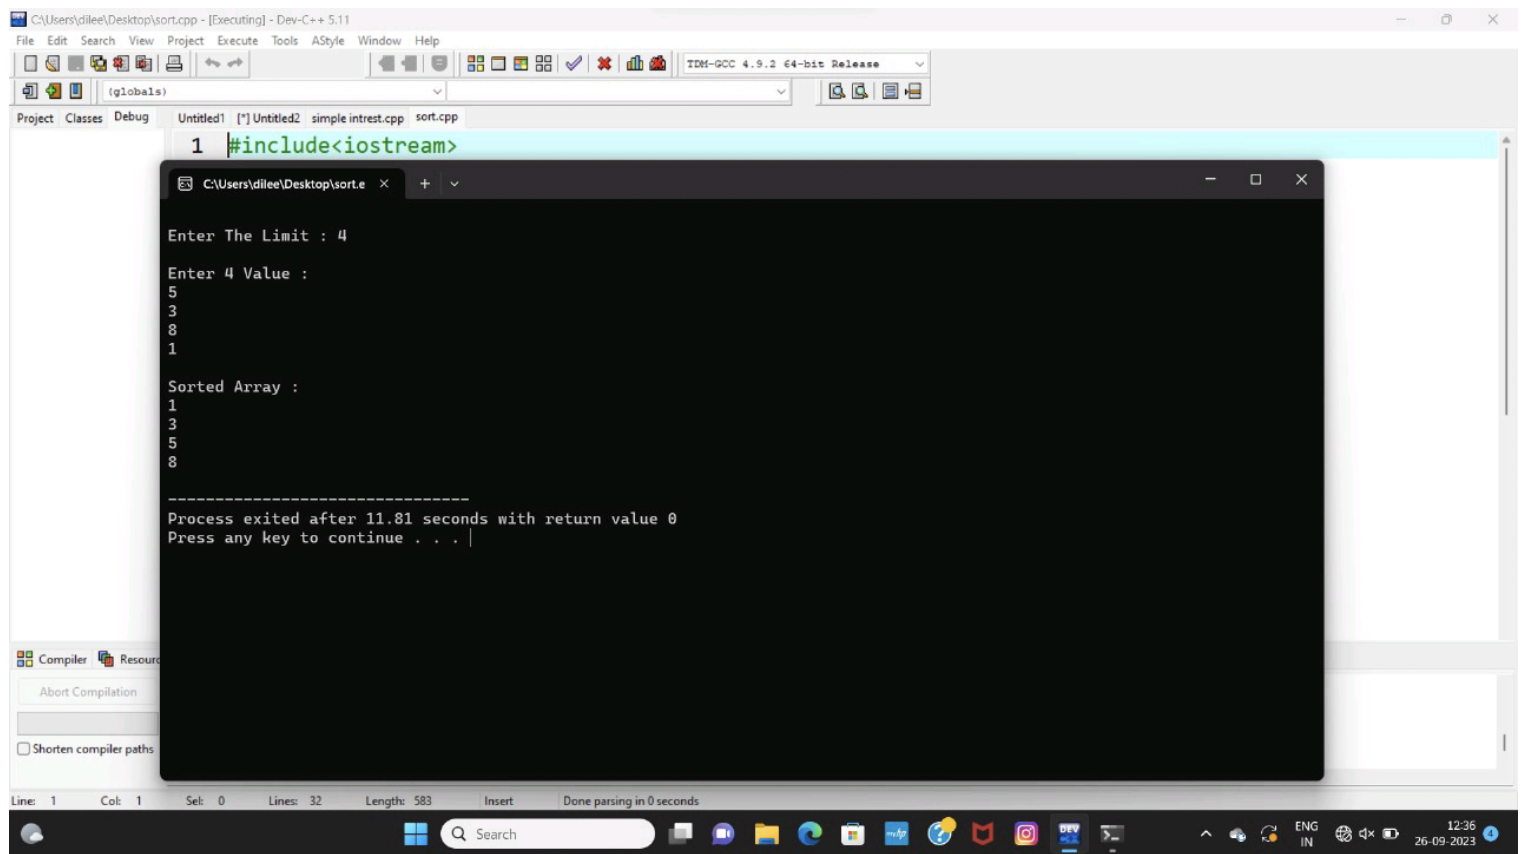 C:\Users\dilee\Desktop\sort.cpp - [Executing] - Dev-C++ 5.11
File Edit Search View Project Execute Tools AStyle Window Help
TDM-GCC 4.9.2 64-bit Release
(globals)
Project Classes Debug Untitled1 [*] Untitled2 simple intrest.cpp sort.cpp
1 #include<iostream>
C:\Users\dilee\Desktop\sort.e
Enter The Limit : 4
Enter 4 Value :
5
3
8
1
Sorted Array :
1
3
5
8
--------------------------------
Process exited after 11.81 seconds with return value 0
Press any key to continue . . .
Compiler Resourc
Abort Compilation
Shorten compiler paths
Line: 1 Col: 1 Sel: 0 Lines: 32 Length: 583 Insert Done parsing in 0 seconds
Search
DEV
ENG
IN
12:36
26-09-2023
4